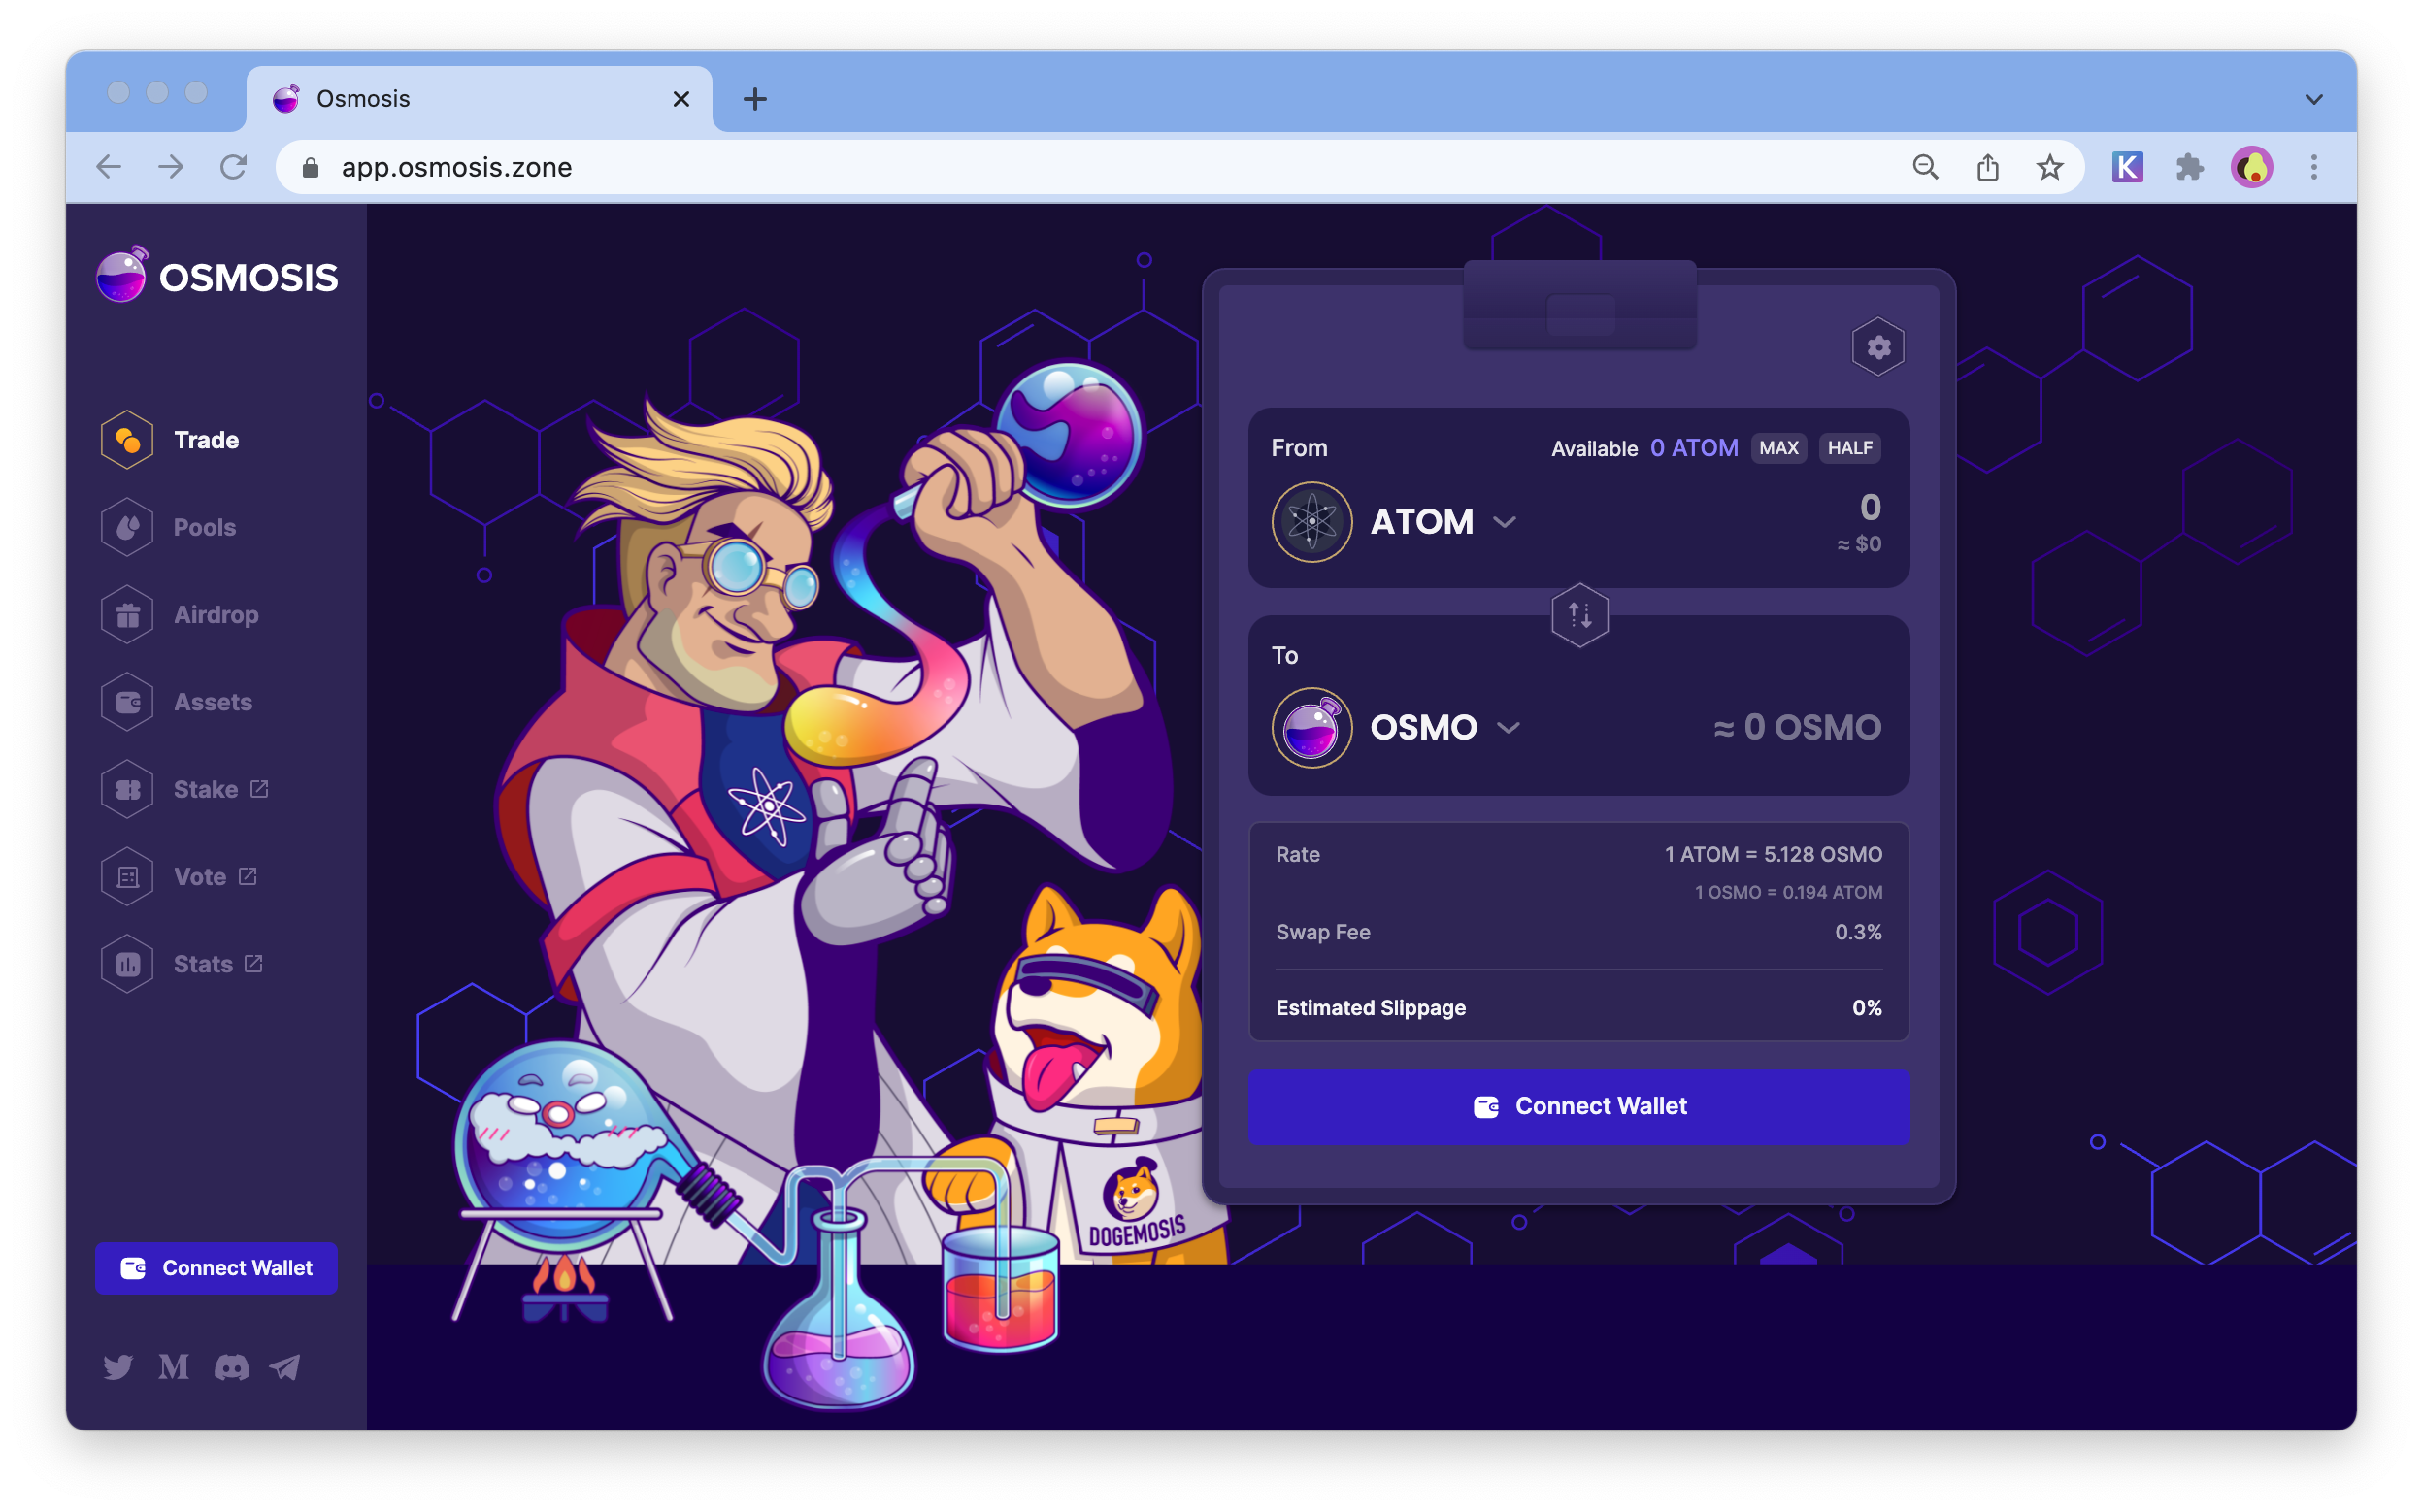 Osmosis
app.osmosis.zone
OSMOSIS
Trade
Pools
Airdrop
Assets
Stake
Vote
Stats
Connect Wallet
DOGEMOSIS
From
Available 0 ATOM MAX HALF
ATOM
0
≈ $0
To
OSMO
≈ 0 OSMO
Rate
1 ATOM = 5.128 OSMO
1 OSMO = 0.194 ATOM
Swap Fee
0.3%
Estimated Slippage
0%
Connect Wallet